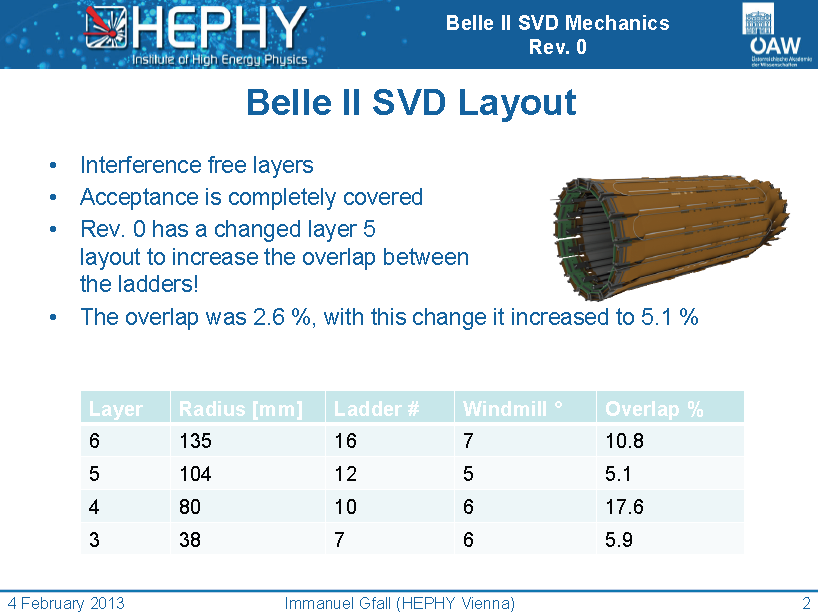 HEPHY
Institute of High Energy Physics
Belle II SVD Mechanics
Rev. 0
ÖAW
Österreichische Akademie
der Wissenschaften
Belle II SVD Layout
• Interference free layers
• Acceptance is completely covered
• Rev. 0 has a changed layer 5
layout to increase the overlap between
the ladders!
• The overlap was 2.6 %, with this change it increased to 5.1 %
Layer Radius [mm] Ladder # Windmill ° Overlap %
6 135 16 7 10.8
5 104 12 5 5.1
4 80 10 6 17.6
3 38 7 6 5.9
4 February 2013 Immanuel Gfall (HEPHY Vienna) 2